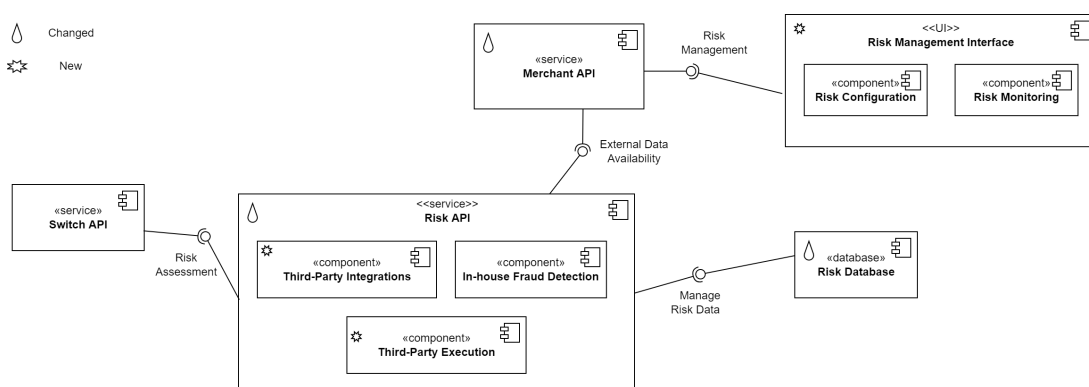 Changed
New
«service»
Merchant API
Risk
Management
<<UI>>
Risk Management Interface
«component»
Risk Configuration
«component»
Risk Monitoring
External Data
Availability
«service»
Switch API
Risk
Assessment
<<service>>
Risk API
«component»
Third-Party Integrations
«component»
In-house Fraud Detection
«component»
Third-Party Execution
Manage
Risk Data
«database»
Risk Database